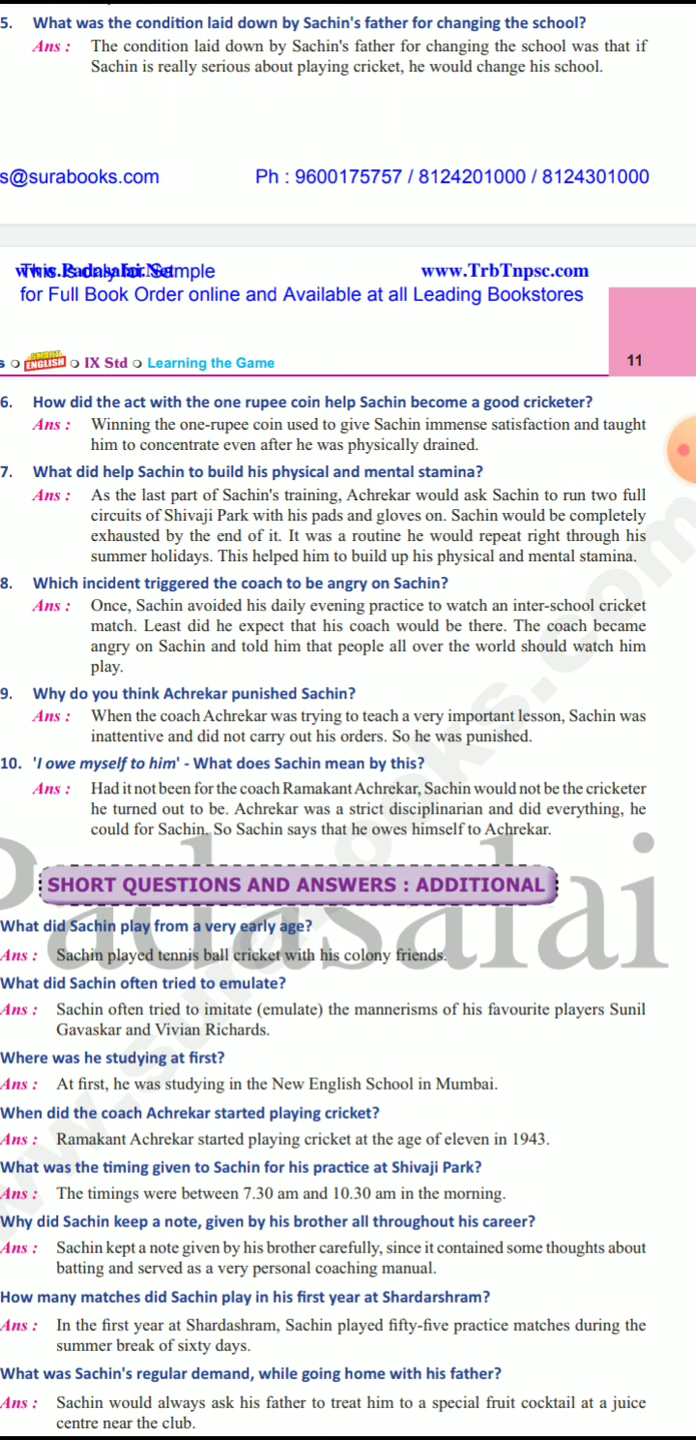 5. What was the condition laid down by Sachin's father for changing the school?
Ans : The condition laid down by Sachin's father for changing the school was that if
Sachin is really serious about playing cricket, he would change his school.
s@surabooks.com Ph : 9600175757 / 8124201000 / 8124301000
www.Padasalai.Net www.TrbTnpsc.com
This is only for Sample
for Full Book Order online and Available at all Leading Bookstores
s SMART ENGLISH IX Std Learning the Game 11
6. How did the act with the one rupee coin help Sachin become a good cricketer?
Ans : Winning the one-rupee coin used to give Sachin immense satisfaction and taught
him to concentrate even after he was physically drained.
7. What did help Sachin to build his physical and mental stamina?
Ans : As the last part of Sachin's training, Achrekar would ask Sachin to run two full
circuits of Shivaji Park with his pads and gloves on. Sachin would be completely
exhausted by the end of it. It was a routine he would repeat right through his
summer holidays. This helped him to build up his physical and mental stamina.
8. Which incident triggered the coach to be angry on Sachin?
Ans : Once, Sachin avoided his daily evening practice to watch an inter-school cricket
match. Least did he expect that his coach would be there. The coach became
angry on Sachin and told him that people all over the world should watch him
play.
9. Why do you think Achrekar punished Sachin?
Ans : When the coach Achrekar was trying to teach a very important lesson, Sachin was
inattentive and did not carry out his orders. So he was punished.
10. 'I owe myself to him' - What does Sachin mean by this?
Ans : Had it not been for the coach Ramakant Achrekar, Sachin would not be the cricketer
he turned out to be. Achrekar was a strict disciplinarian and did everything, he
could for Sachin. So Sachin says that he owes himself to Achrekar.
Padasalai
SHORT QUESTIONS AND ANSWERS : ADDITIONAL
What did Sachin play from a very early age?
Ans : Sachin played tennis ball cricket with his colony friends.
What did Sachin often tried to emulate?
Ans : Sachin often tried to imitate (emulate) the mannerisms of his favourite players Sunil
Gavaskar and Vivian Richards.
Where was he studying at first?
Ans : At first, he was studying in the New English School in Mumbai.
When did the coach Achrekar started playing cricket?
Ans : Ramakant Achrekar started playing cricket at the age of eleven in 1943.
What was the timing given to Sachin for his practice at Shivaji Park?
Ans : The timings were between 7.30 am and 10.30 am in the morning.
Why did Sachin keep a note, given by his brother all throughout his career?
Ans : Sachin kept a note given by his brother carefully, since it contained some thoughts about
batting and served as a very personal coaching manual.
How many matches did Sachin play in his first year at Shardarshram?
Ans : In the first year at Shardashram, Sachin played fifty-five practice matches during the
summer break of sixty days.
What was Sachin's regular demand, while going home with his father?
Ans : Sachin would always ask his father to treat him to a special fruit cocktail at a juice
centre near the club.